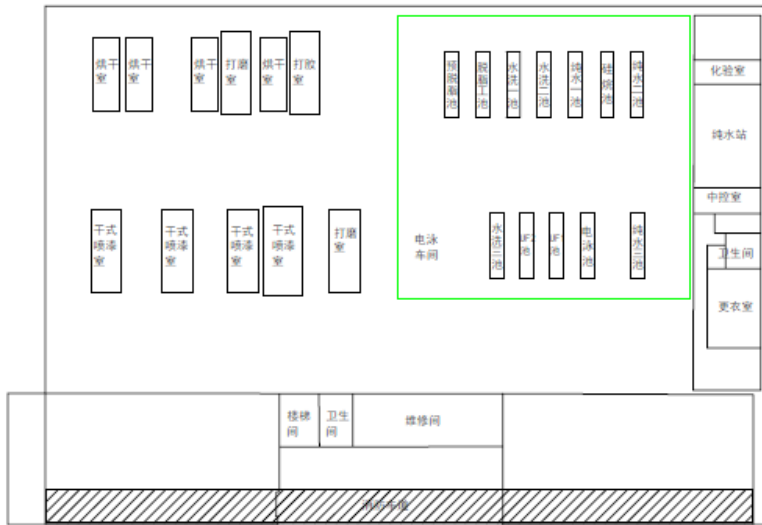 烘干室
烘干室
烘干室
打磨室
烘干室
打胶室
预脱脂池
脱脂工池
水洗一池
水洗二池
纯水一池
硅烷池
纯水二池
化验室
纯水站
中控室
卫生间
更衣室
干式
喷漆
室
干式
喷漆
室
干式
喷漆
室
干式
喷漆
室
打磨
室
电泳
车间
水洗三池
UF2池
UF1池
电泳池
纯水三池
楼梯
间
卫生
间
维修间
消防车道